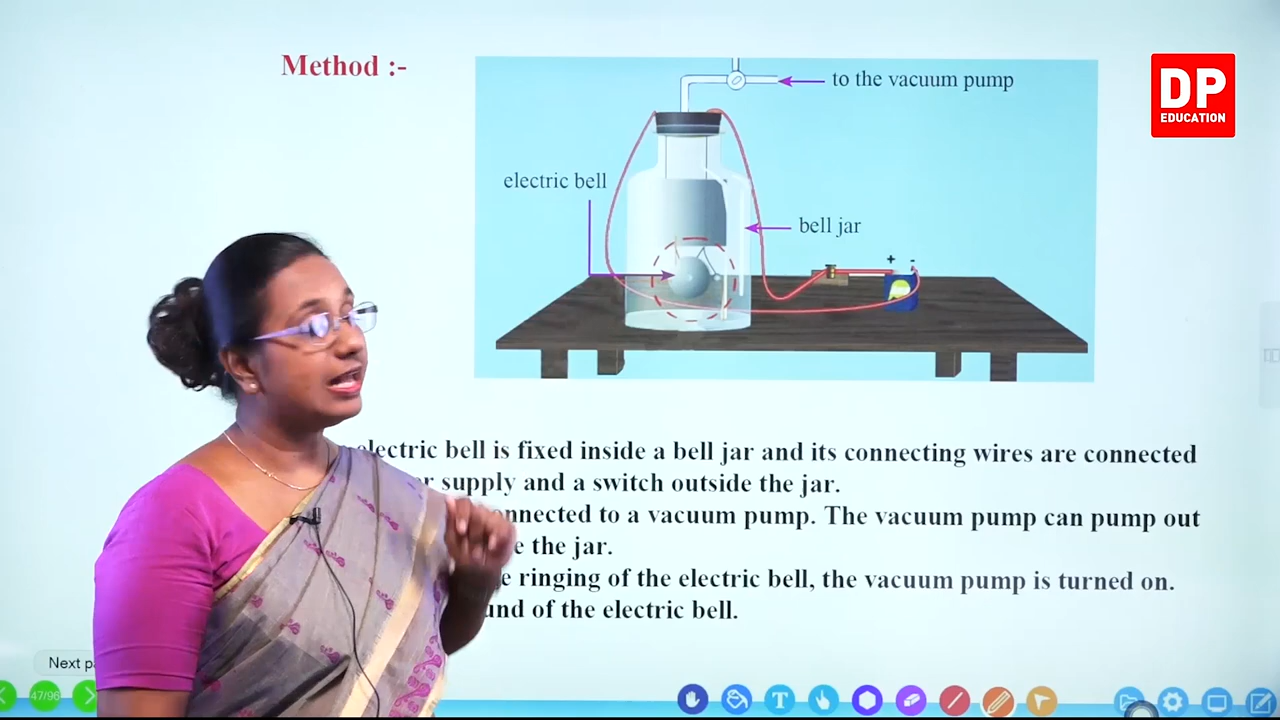 Method :-
to the vacuum pump
DP
EDUCATION
electric bell
bell jar
+ -
electric bell is fixed inside a bell jar and its connecting wires are connected
supply and a switch outside the jar.
to a vacuum pump. The vacuum pump can pump out
the jar.
ringing of the electric bell, the vacuum pump is turned on.
of the electric bell.
Next
47/96
T